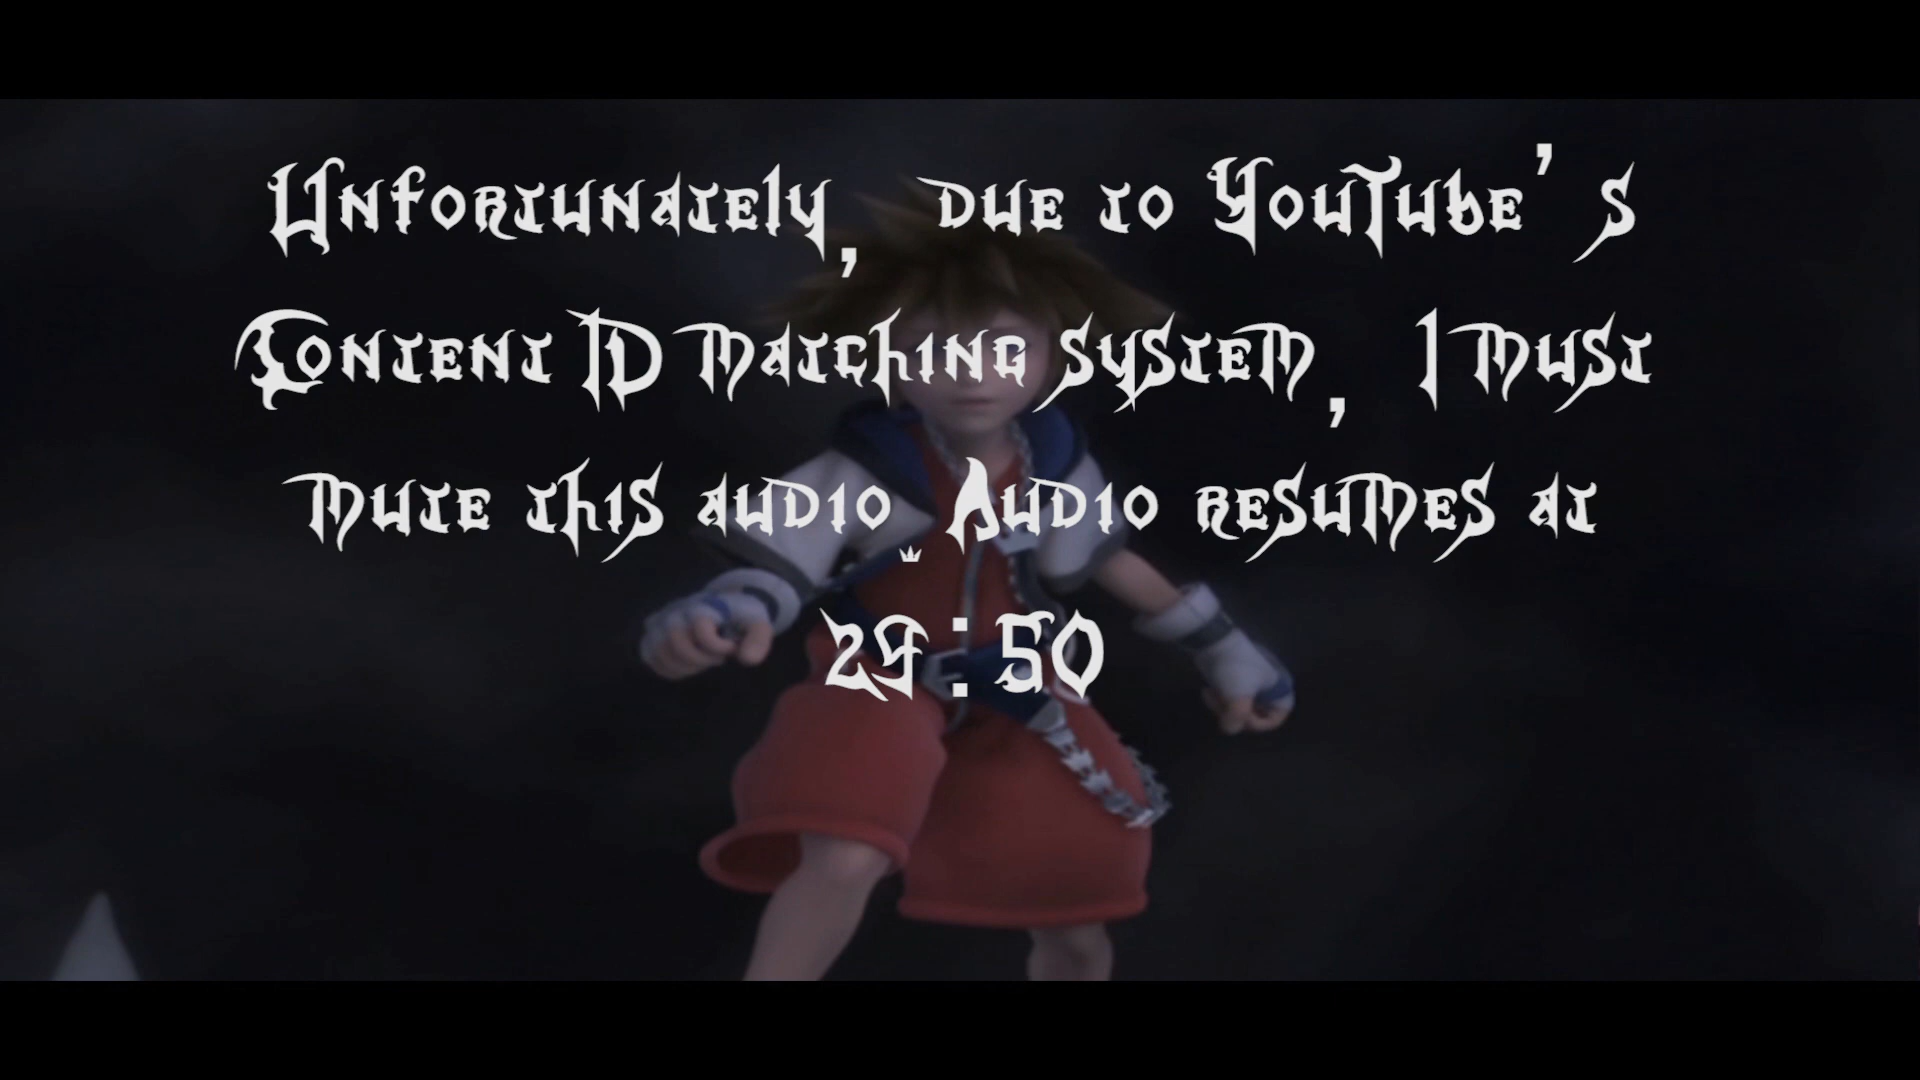 Unfortunately, due to YouTube's
Content ID matching system, I must
mute this audio. Audio resumes at
29:50